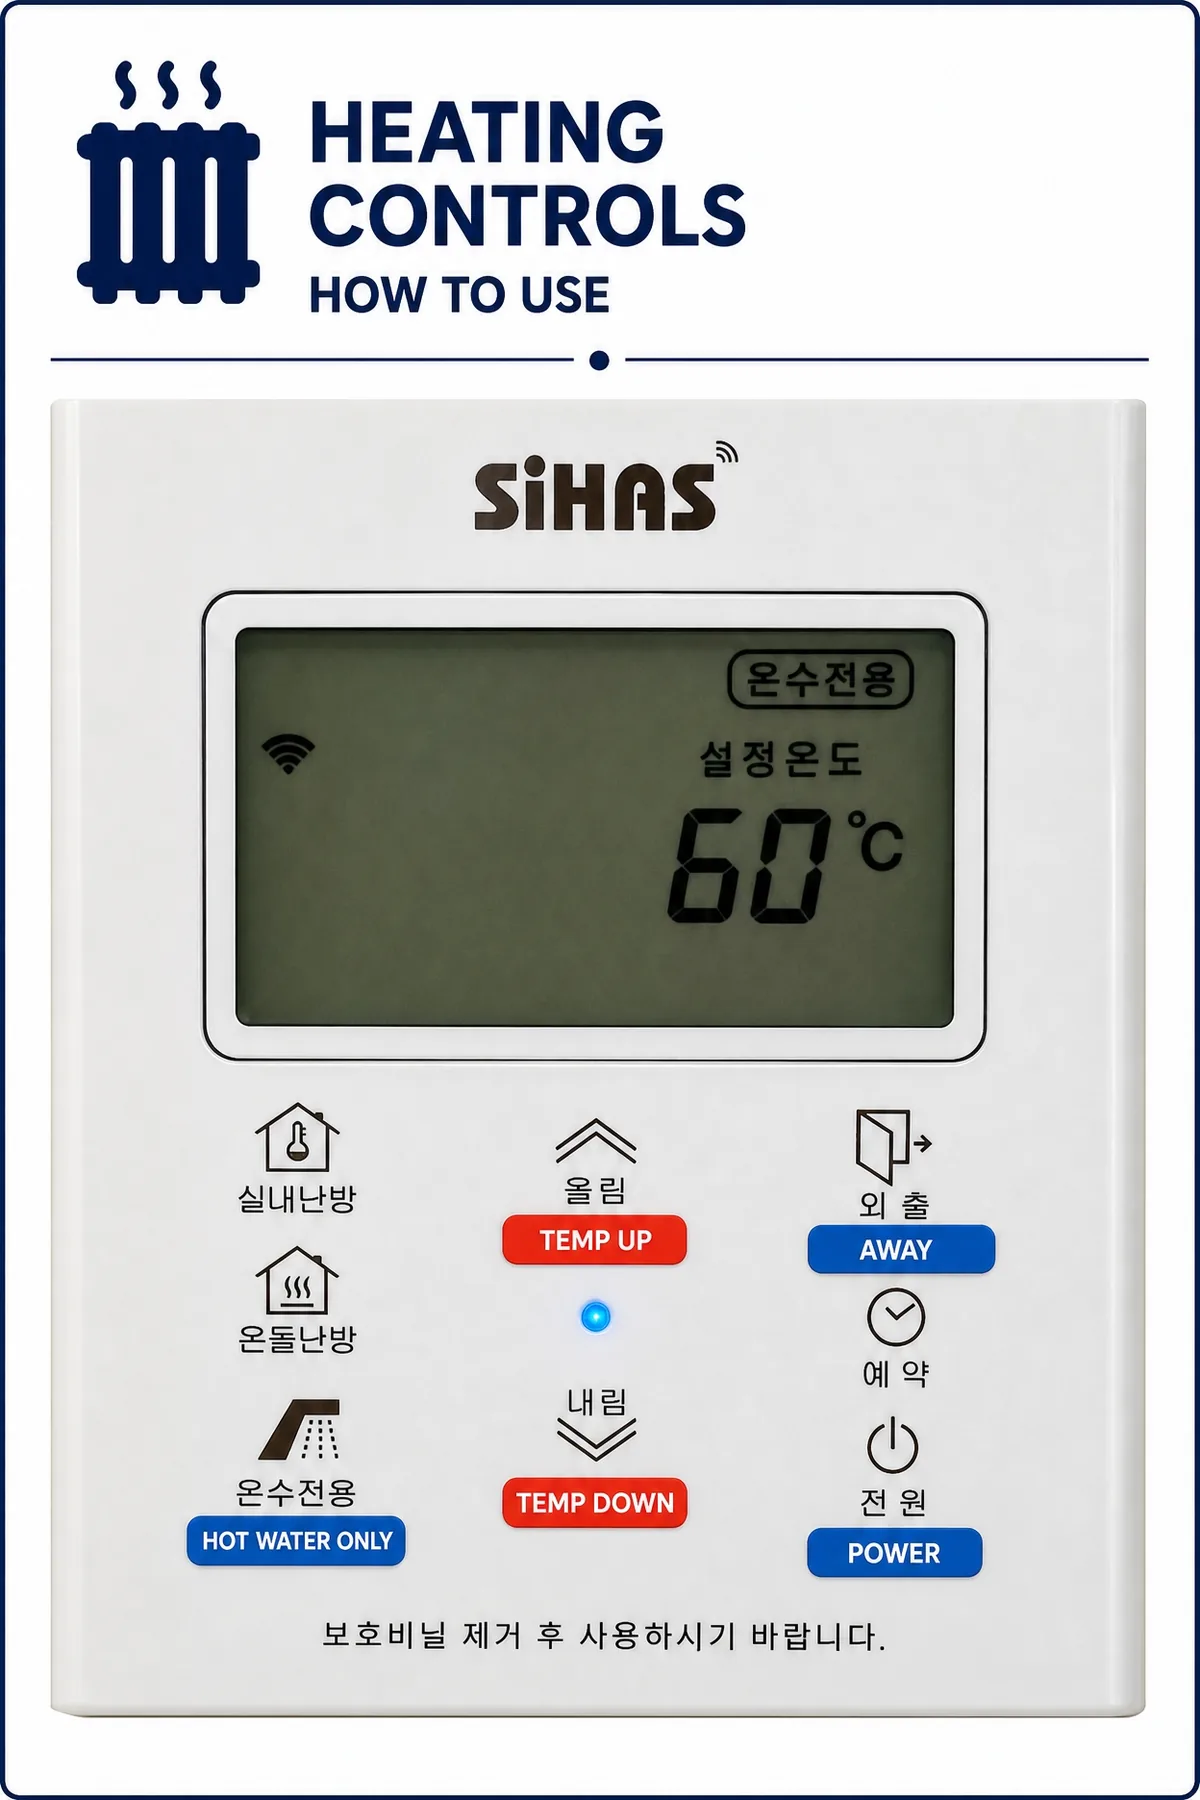 HEATING
CONTROLS
HOW TO USE
SiHAS
온수전용
설정온도
60°C
실내난방
온돌난방
온수전용
HOT WATER ONLY
올림
TEMP UP
내림
TEMP DOWN
외 출
AWAY
예 약
전 원
POWER
보호비닐 제거 후 사용하시기 바랍니다.